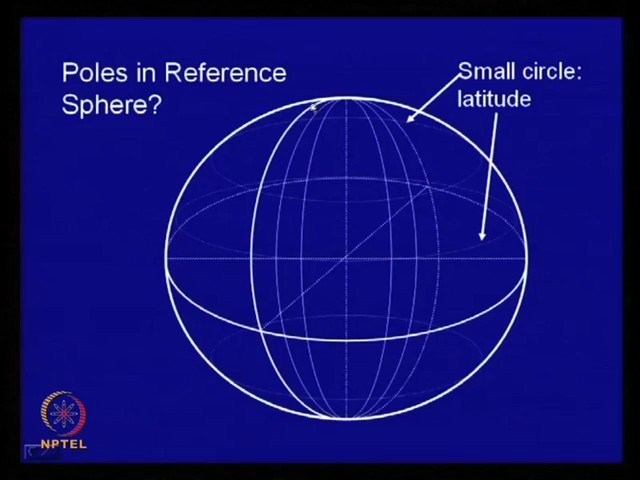 Poles in Reference
Sphere?
Small circle:
latitude
NPTEL